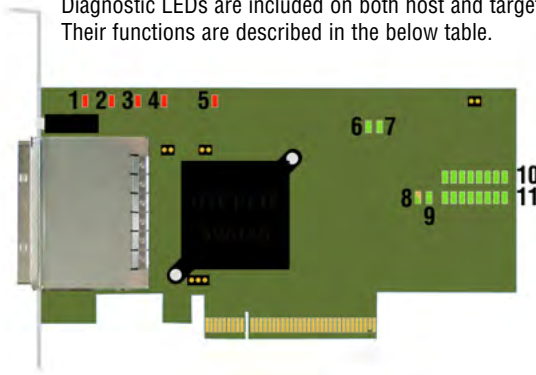 Diagnostic LEDs are included on both host and target
Their functions are described in the below table.
1 2 3 4 5
6 7
10
8 11
9